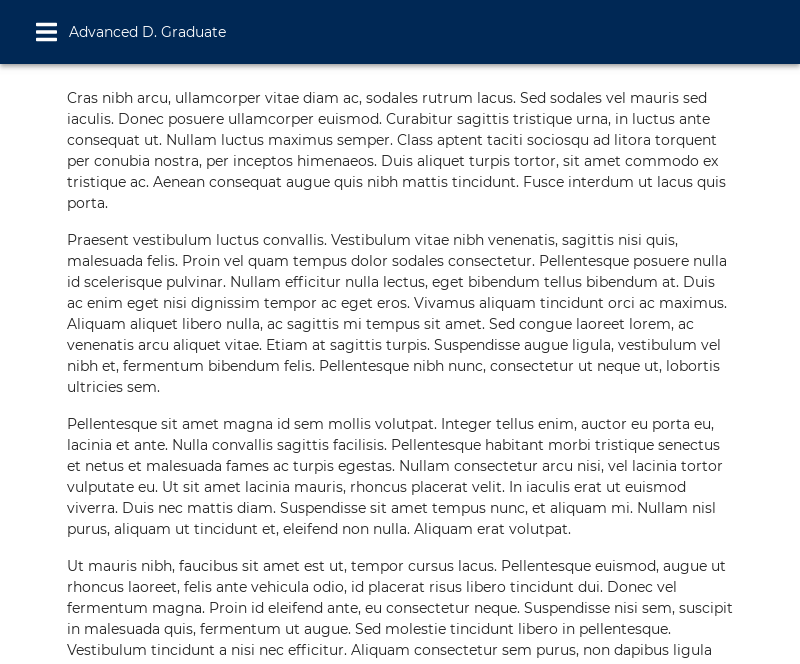 Advanced D. Graduate
Cras nibh arcu, ullamcorper vitae diam ac, sodales rutrum lacus. Sed sodales vel mauris sed
iaculis. Donec posuere ullamcorper euismod. Curabitur sagittis tristique urna, in luctus ante
consequat ut. Nullam luctus maximus semper. Class aptent taciti sociosqu ad litora torquent
per conubia nostra, per inceptos himenaeos. Duis aliquet turpis tortor, sit amet commodo ex
tristique ac. Aenean consequat augue quis nibh mattis tincidunt. Fusce interdum ut lacus quis
porta.
Praesent vestibulum luctus convallis. Vestibulum vitae nibh venenatis, sagittis nisi quis,
malesuada felis. Proin vel quam tempus dolor sodales consectetur. Pellentesque posuere nulla
id scelerisque pulvinar. Nullam efficitur nulla lectus, eget bibendum tellus bibendum at. Duis
ac enim eget nisi dignissim tempor ac eget eros. Vivamus aliquam tincidunt orci ac maximus.
Aliquam aliquet libero nulla, ac sagittis mi tempus sit amet. Sed congue laoreet lorem, ac
venenatis arcu aliquet vitae. Etiam at sagittis turpis. Suspendisse augue ligula, vestibulum vel
nibh et, fermentum bibendum felis. Pellentesque nibh nunc, consectetur ut neque ut, lobortis
ultricies sem.
Pellentesque sit amet magna id sem mollis volutpat. Integer tellus enim, auctor eu porta eu,
lacinia et ante. Nulla convallis sagittis facilisis. Pellentesque habitant morbi tristique senectus
et netus et malesuada fames ac turpis egestas. Nullam consectetur arcu nisi, vel lacinia tortor
vulputate eu. Ut sit amet lacinia mauris, rhoncus placerat velit. In iaculis erat ut euismod
viverra. Duis nec mattis diam. Suspendisse sit amet tempus nunc, et aliquam mi. Nullam nisl
purus, aliquam ut tincidunt et, eleifend non nulla. Aliquam erat volutpat.
Ut mauris nibh, faucibus sit amet est ut, tempor cursus lacus. Pellentesque euismod, augue ut
rhoncus laoreet, felis ante vehicula odio, id placerat risus libero tincidunt dui. Donec vel
fermentum magna. Proin id eleifend ante, eu consectetur neque. Suspendisse nisi sem, suscipit
in malesuada quis, fermentum ut augue. Sed molestie tincidunt libero in pellentesque.
Vestibulum tincidunt a nisi nec efficitur. Aliquam consectetur sem purus, non dapibus ligula